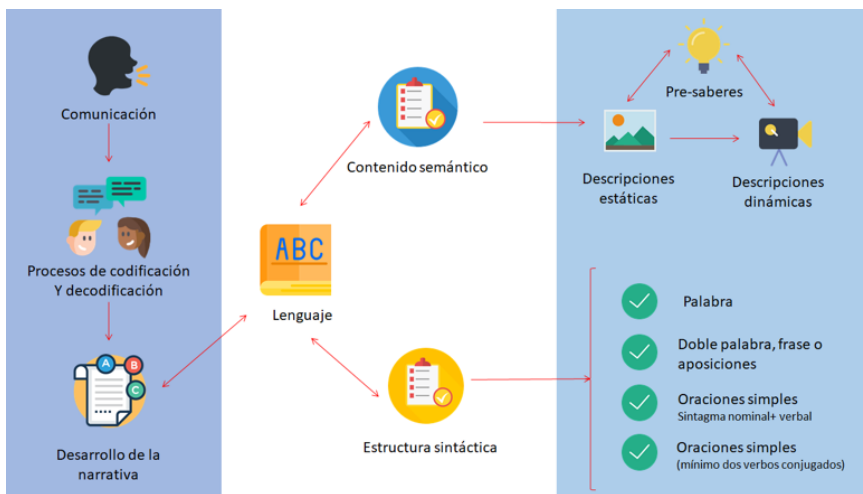 Comunicación
Procesos de codificación
Y decodificación
A
B
C
Desarrollo de la
narrativa
ABC
Lenguaje
Contenido semántico
Estructura sintáctica
Pre-saberes
Descripciones
estáticas
Descripciones
dinámicas
Palabra
Doble palabra, frase o
aposiciones
Oraciones simples
Sintagma nominal+ verbal
Oraciones simples
(mínimo dos verbos conjugados)